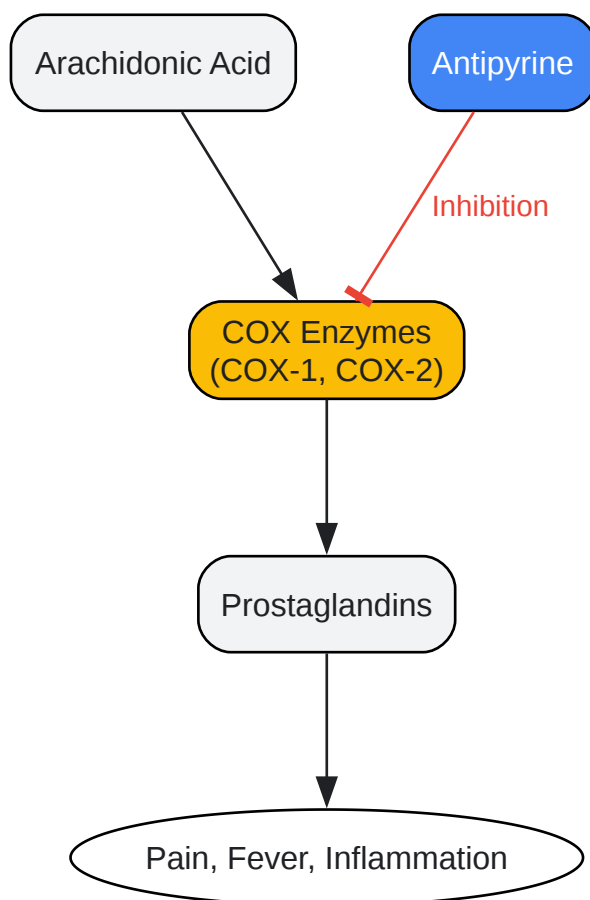 Arachidonic Acid
Antipyrine
Inhibition
COX Enzymes
(COX-1, COX-2)
Prostaglandins
Pain, Fever, Inflammation